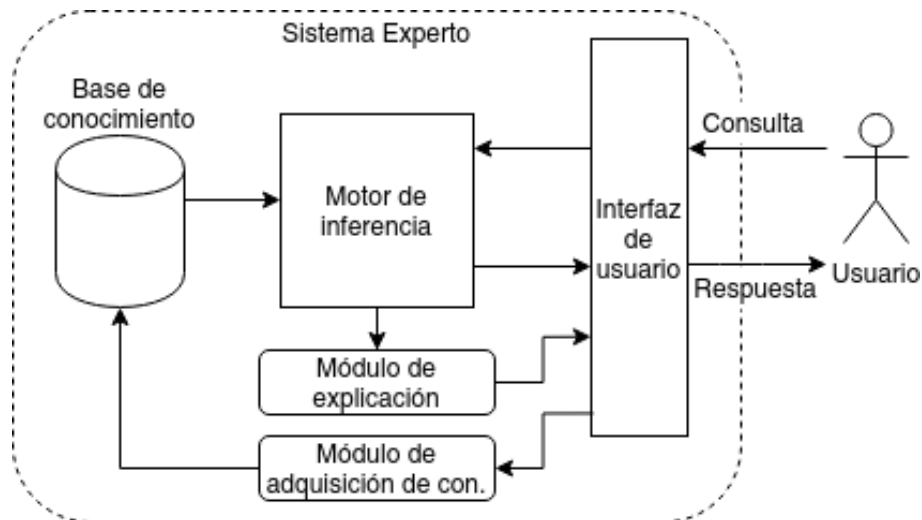 Sistema Experto
Base de
conocimiento
Motor de
inferencia
Interfaz
de
usuario
Consulta
Respuesta
Usuario
Módulo de
explicación
Módulo de
adquisición de con.